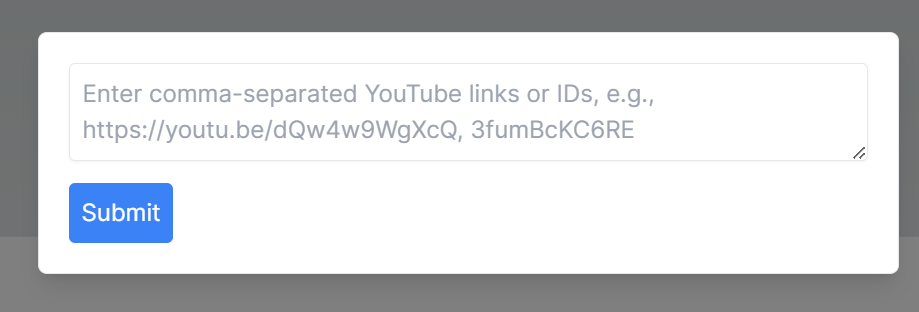 Enter comma-separated YouTube links or IDs, e.g.,
https://youtu.be/dQw4w9WgXcQ, 3fumBcKC6RE
Submit